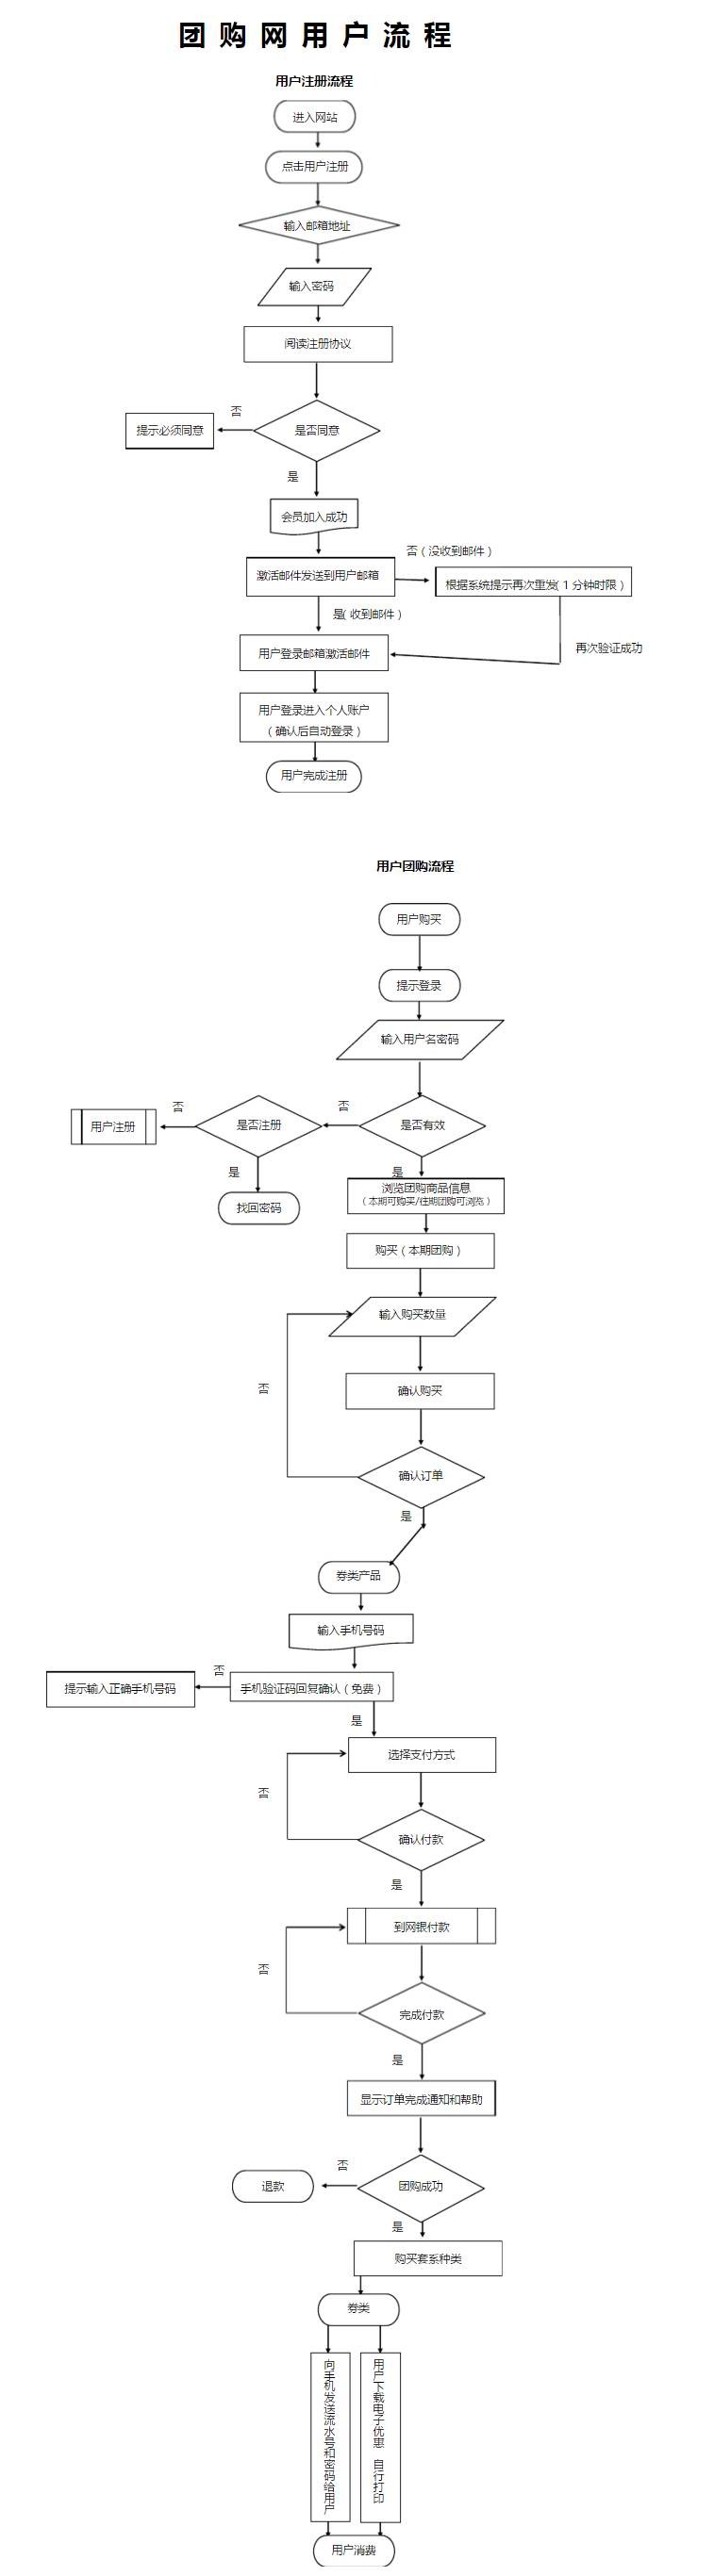 团购网用户流程
用户注册流程
进入网站
点击用户注册
输入邮箱地址
输入密码
阅读注册协议
否
提示必须同意
是否同意
是
会员加入成功
否（没收到邮件）
激活邮件发送到用户邮箱
根据系统提示再次重发（1分钟时限）
是（收到邮件）
再次验证成功
用户登录邮箱激活邮件
用户登录进入个人账户
（确认后自动登录）
用户完成注册
用户团购流程
用户购买
提示登录
输入用户名密码
否
否
用户注册
是否注册
是否有效
是
是
浏览团购商品信息
（本期可购买/往期团购可浏览）
找回密码
购买（本期团购）
输入购买数量
否
确认购买
确认订单
是
券类产品
输入手机号码
否
提示输入正确手机号码
手机验证码回复确认（免费）
是
选择支付方式
否
确认付款
是
到网银付款
否
完成付款
是
显示订单完成通知和帮助
否
退款
团购成功
是
购买套系种类
券类
向手机发送流水号和密码给用户
用户下载电子优惠 自行打印
用户消费